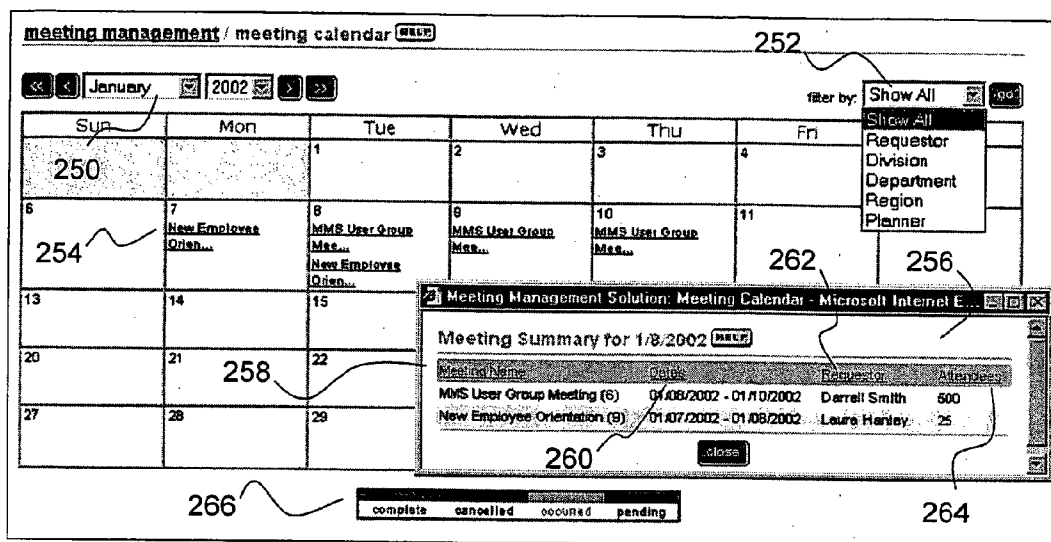 meeting management / meeting calendar HELP
252
<< < January 2002 > >>
filter by: Show All go
Show All
Requestor
Division
Department
Region
Planner
Sun Mon Tue Wed Thu Fri
250
1 2 3 4
6 7 8 9 10 11
New Employee Orien...
MMS User Group Mee...
New Employee Orien...
MMS User Group Mee...
MMS User Group Mee...
254
262 256
13 14 15
Meeting Management Solution: Meeting Calendar - Microsoft Internet E...
Meeting Summary for 1/8/2002 HELP
20 21 22
258
Meeting Name Dates Requestor Attendees
MMS User Group Meeting (6) 01/08/2002 - 01/10/2002 Darrell Smith 500
New Employee Orientation (9) 01/07/2002 - 01/08/2002 Laura Hanley 25
27 28 29
260
close
266
complete cancelled occured pending
264